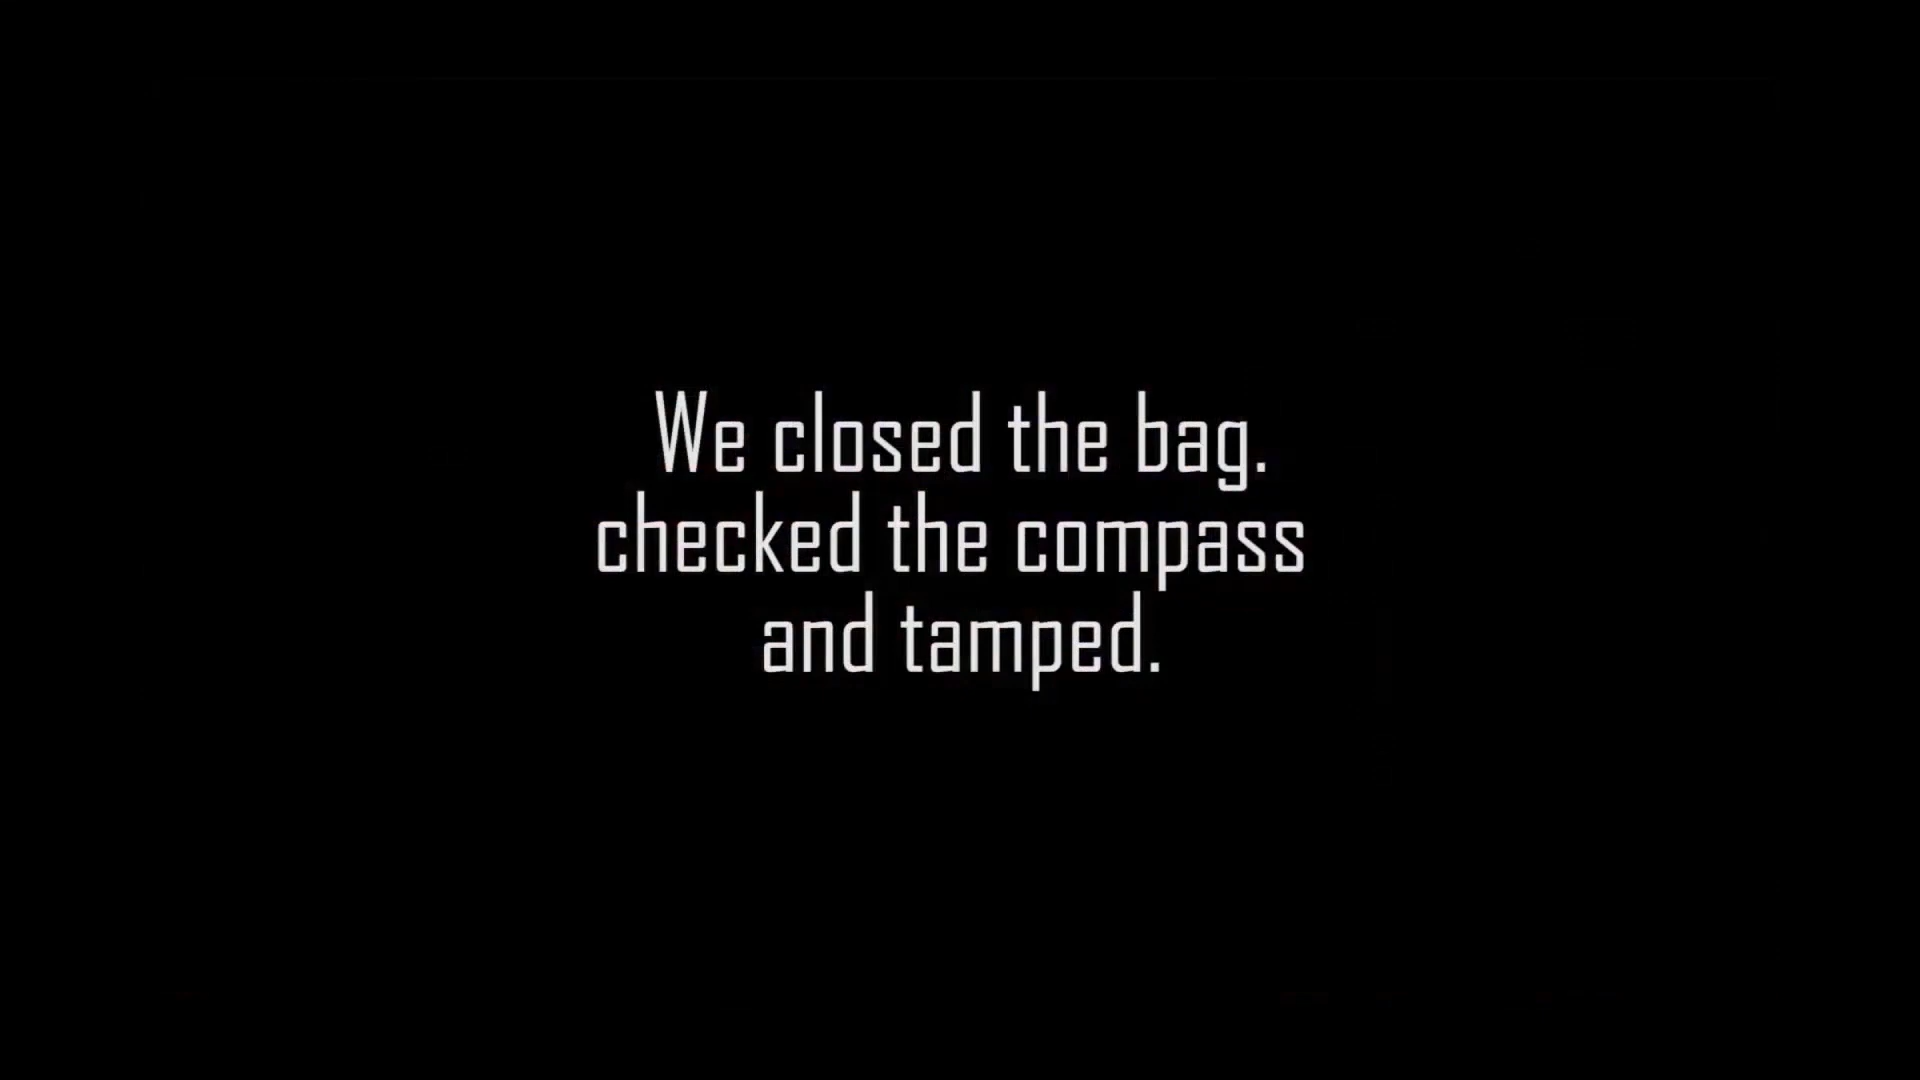 We closed the bag.
checked the compass
and tamped.